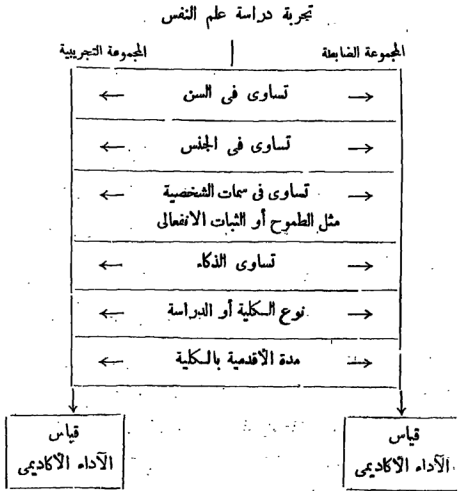 تجربة دراسة علم النفس
المجموعة الضابطة
المجموعة التجريبية
تساوى فى السن
تساوى فى الجنس
تساوى فى سمات الشخصية
مثل الطموح أو الثبات الانفعالى
تساوى الذكاء
نوع الكلية أو الدراسة
مدة الأقدمية بالكلية
قياس
الآداء الأكاديمى
قياس
الآداء الأكاديمى